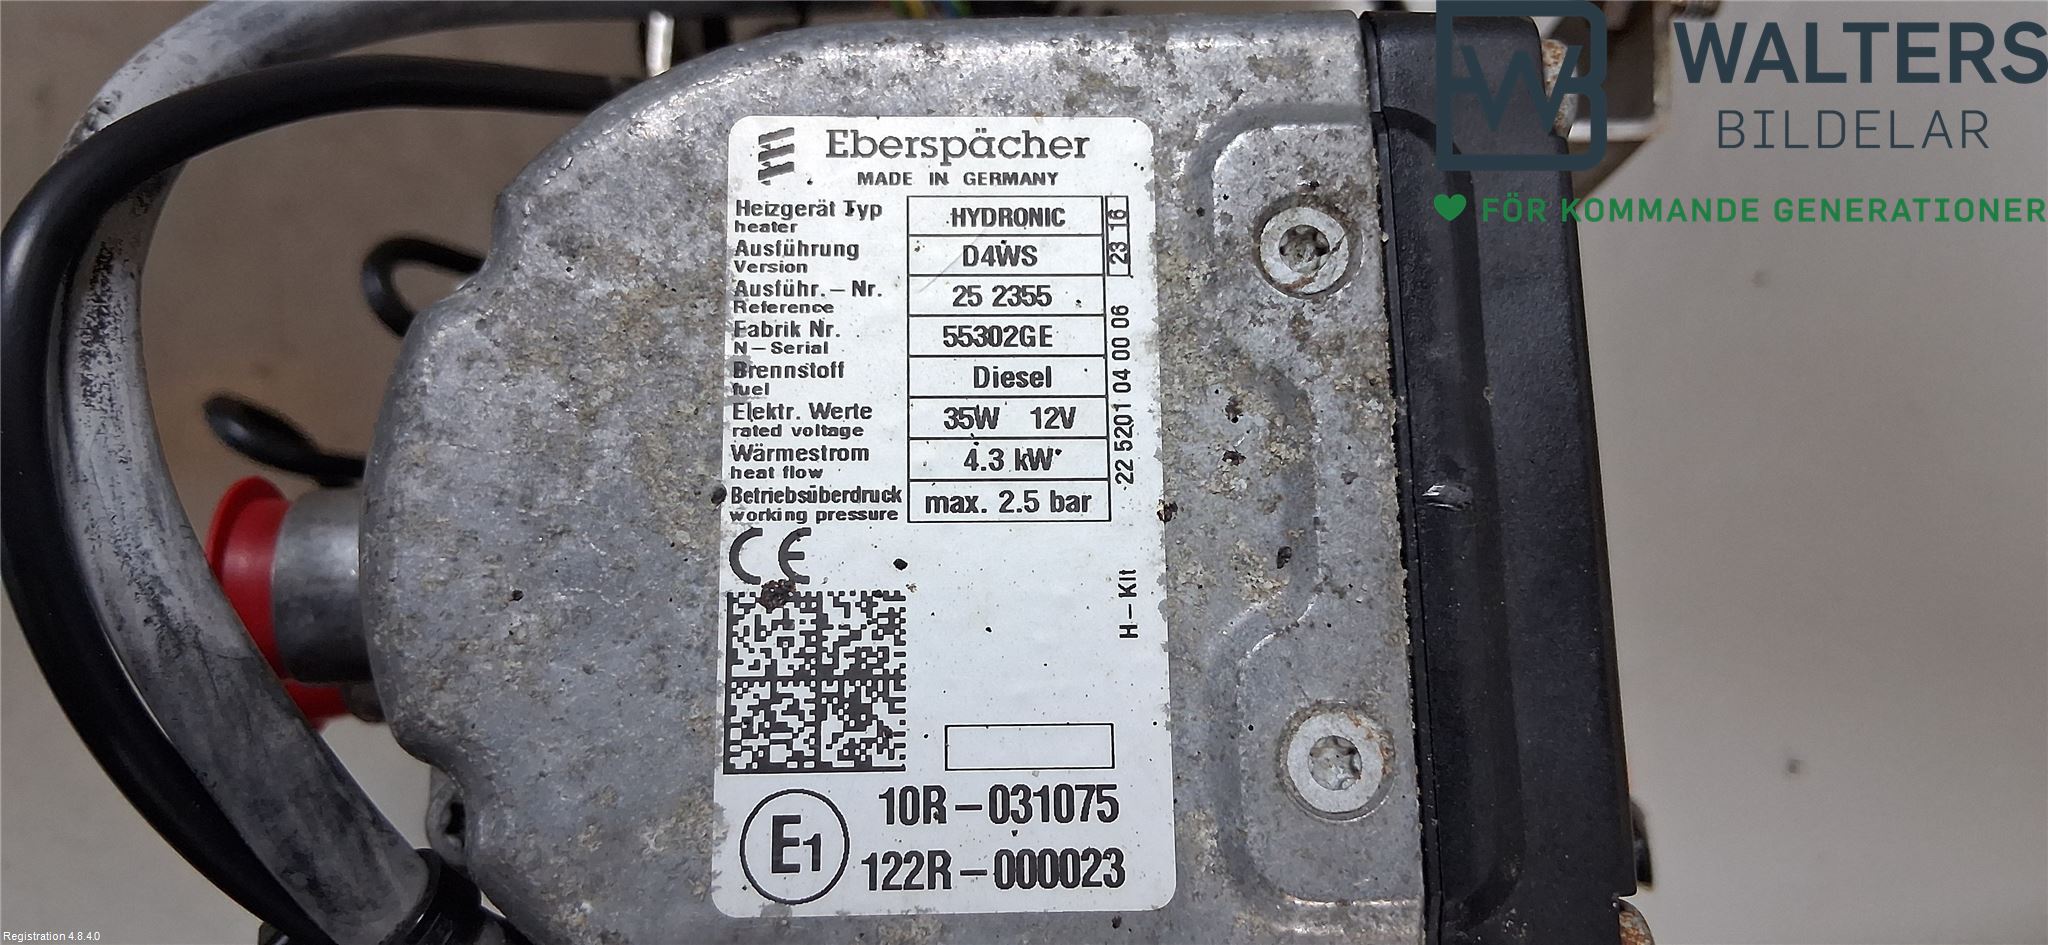 WALTERS
BILDELAR
FÖR KOMMANDE GENERATIONER
Eberspächer
MADE IN GERMANY
Heizgerät Typ HYDRONIC
heater
Ausführung D4WS
Version
Ausführ.-Nr. 25 2355
Reference
Fabrik Nr. 55302GE
N-Serial
Brennstoff Diesel
fuel
Elektr. Werte 35W 12V
rated voltage
Wärmestrom 4.3 kW
heat flow
Betriebsüberdruck max. 2.5 bar
working pressure
23 16
22 5201 04 00 06
CE
H-Kit
E1
10R-031075
122R-000023
Registration 4.8.4.0